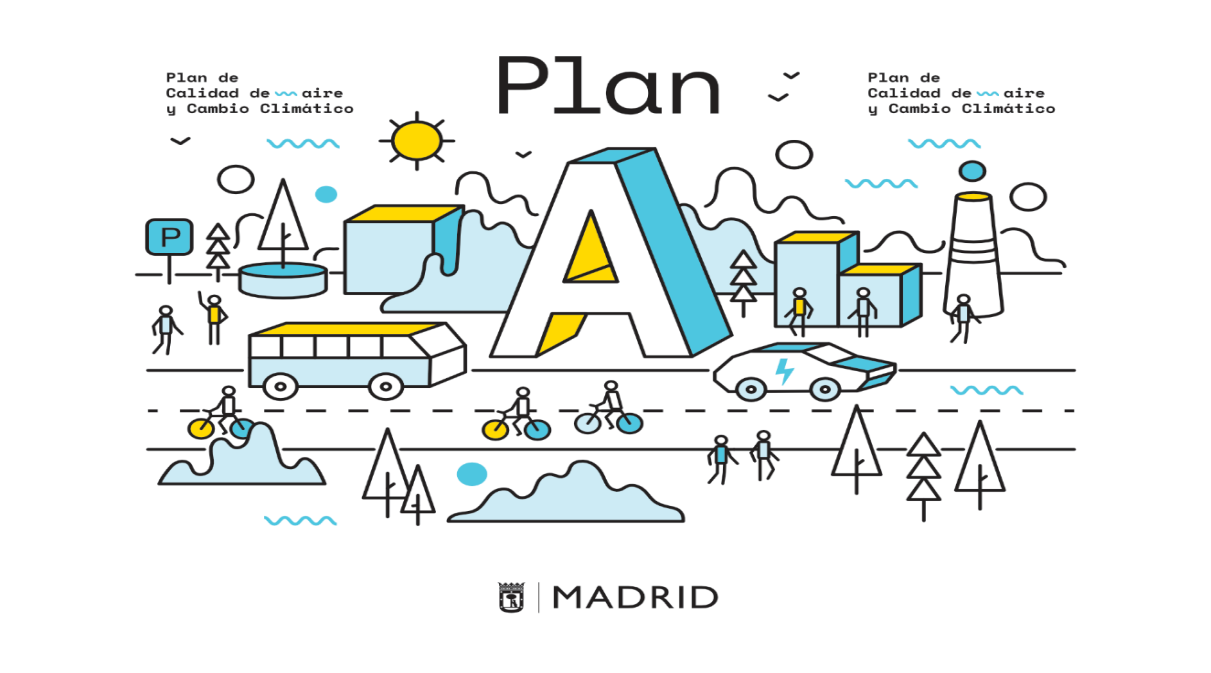 Plan
Plan de
Calidad de aire
y Cambio Climático
Plan de
Calidad de aire
y Cambio Climático
P
A
MADRID